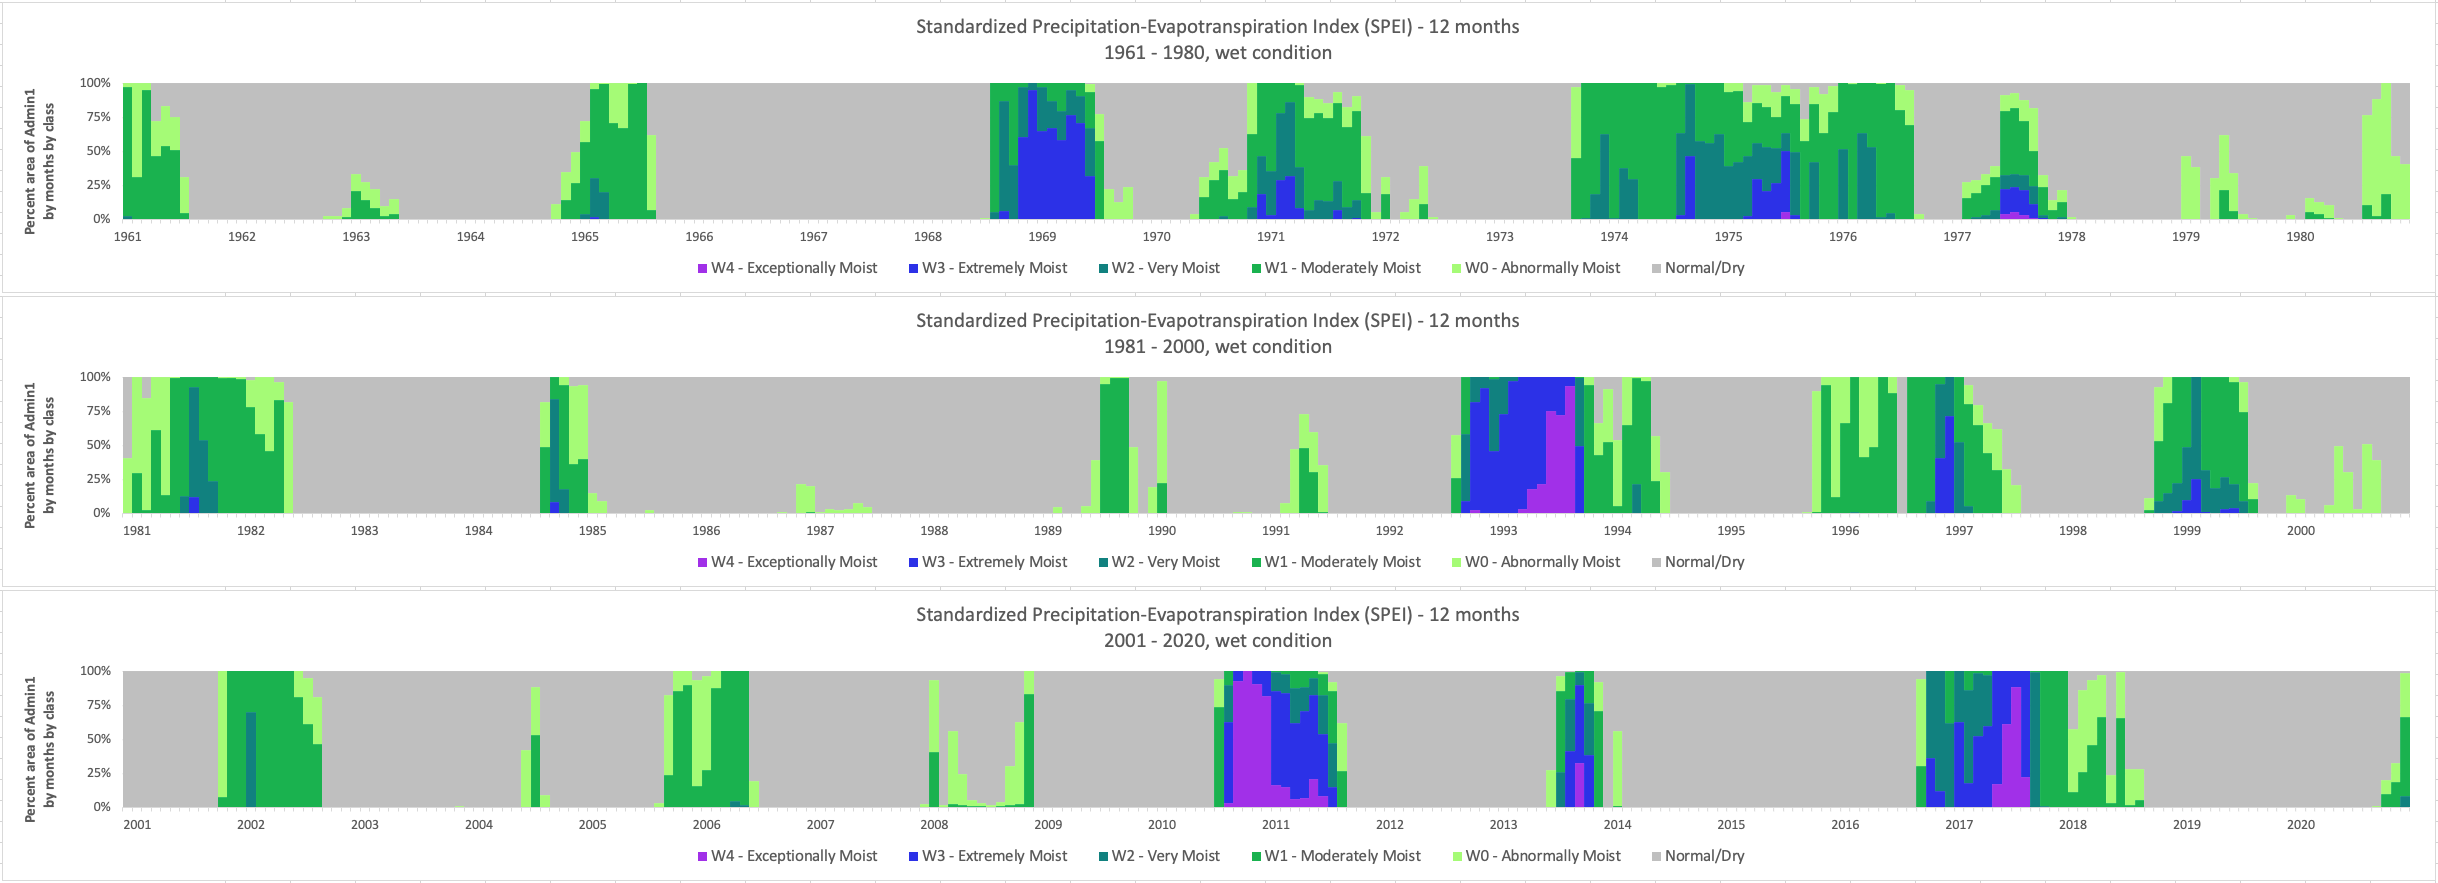 Standardized Precipitation-Evapotranspiration Index (SPEI) - 12 months
1961 - 1980, wet condition
Percent area of Admin1
by months by class
100%
75%
50%
25%
0%
1961 1962 1963 1964 1965 1966 1967 1968 1969 1970 1971 1972 1973 1974 1975 1976 1977 1978 1979 1980
W4 - Exceptionally Moist W3 - Extremely Moist W2 - Very Moist W1 - Moderately Moist W0 - Abnormally Moist Normal/Dry
Standardized Precipitation-Evapotranspiration Index (SPEI) - 12 months
1981 - 2000, wet condition
Percent area of Admin1
by months by class
100%
75%
50%
25%
0%
1981 1982 1983 1984 1985 1986 1987 1988 1989 1990 1991 1992 1993 1994 1995 1996 1997 1998 1999 2000
W4 - Exceptionally Moist W3 - Extremely Moist W2 - Very Moist W1 - Moderately Moist W0 - Abnormally Moist Normal/Dry
Standardized Precipitation-Evapotranspiration Index (SPEI) - 12 months
2001 - 2020, wet condition
Percent area of Admin1
by months by class
100%
75%
50%
25%
0%
2001 2002 2003 2004 2005 2006 2007 2008 2009 2010 2011 2012 2013 2014 2015 2016 2017 2018 2019 2020
W4 - Exceptionally Moist W3 - Extremely Moist W2 - Very Moist W1 - Moderately Moist W0 - Abnormally Moist Normal/Dry